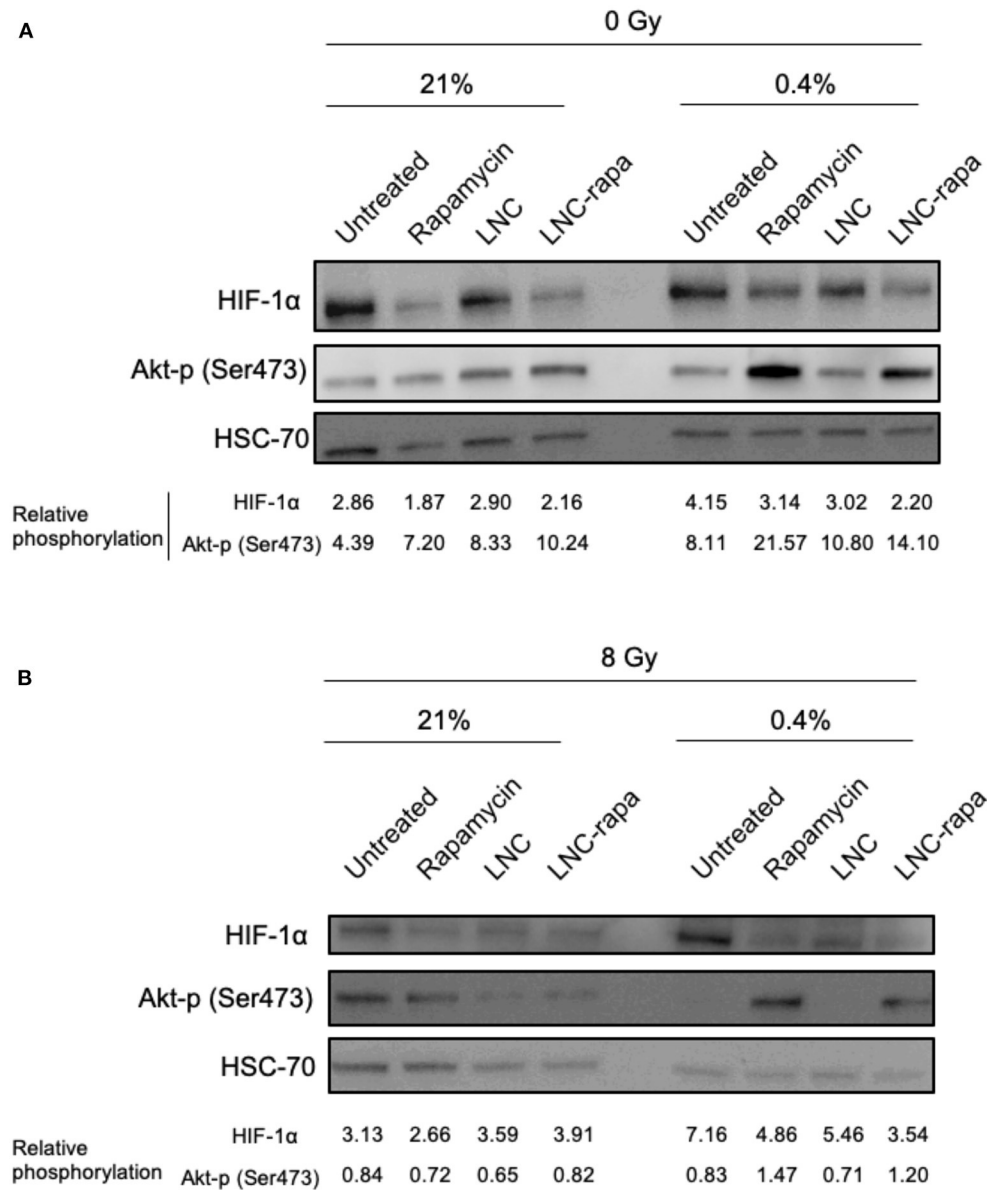 A
0 Gy
21% 0.4%
Untreated Rapamycin LNC LNC-rapa Untreated Rapamycin LNC LNC-rapa
HIF-1α
Akt-p (Ser473)
HSC-70
Relative phosphorylation
HIF-1α 2.86 1.87 2.90 2.16 4.15 3.14 3.02 2.20
Akt-p (Ser473) 4.39 7.20 8.33 10.24 8.11 21.57 10.80 14.10
B
8 Gy
21% 0.4%
Untreated Rapamycin LNC LNC-rapa Untreated Rapamycin LNC LNC-rapa
HIF-1α
Akt-p (Ser473)
HSC-70
Relative phosphorylation
HIF-1α 3.13 2.66 3.59 3.91 7.16 4.86 5.46 3.54
Akt-p (Ser473) 0.84 0.72 0.65 0.82 0.83 1.47 0.71 1.20